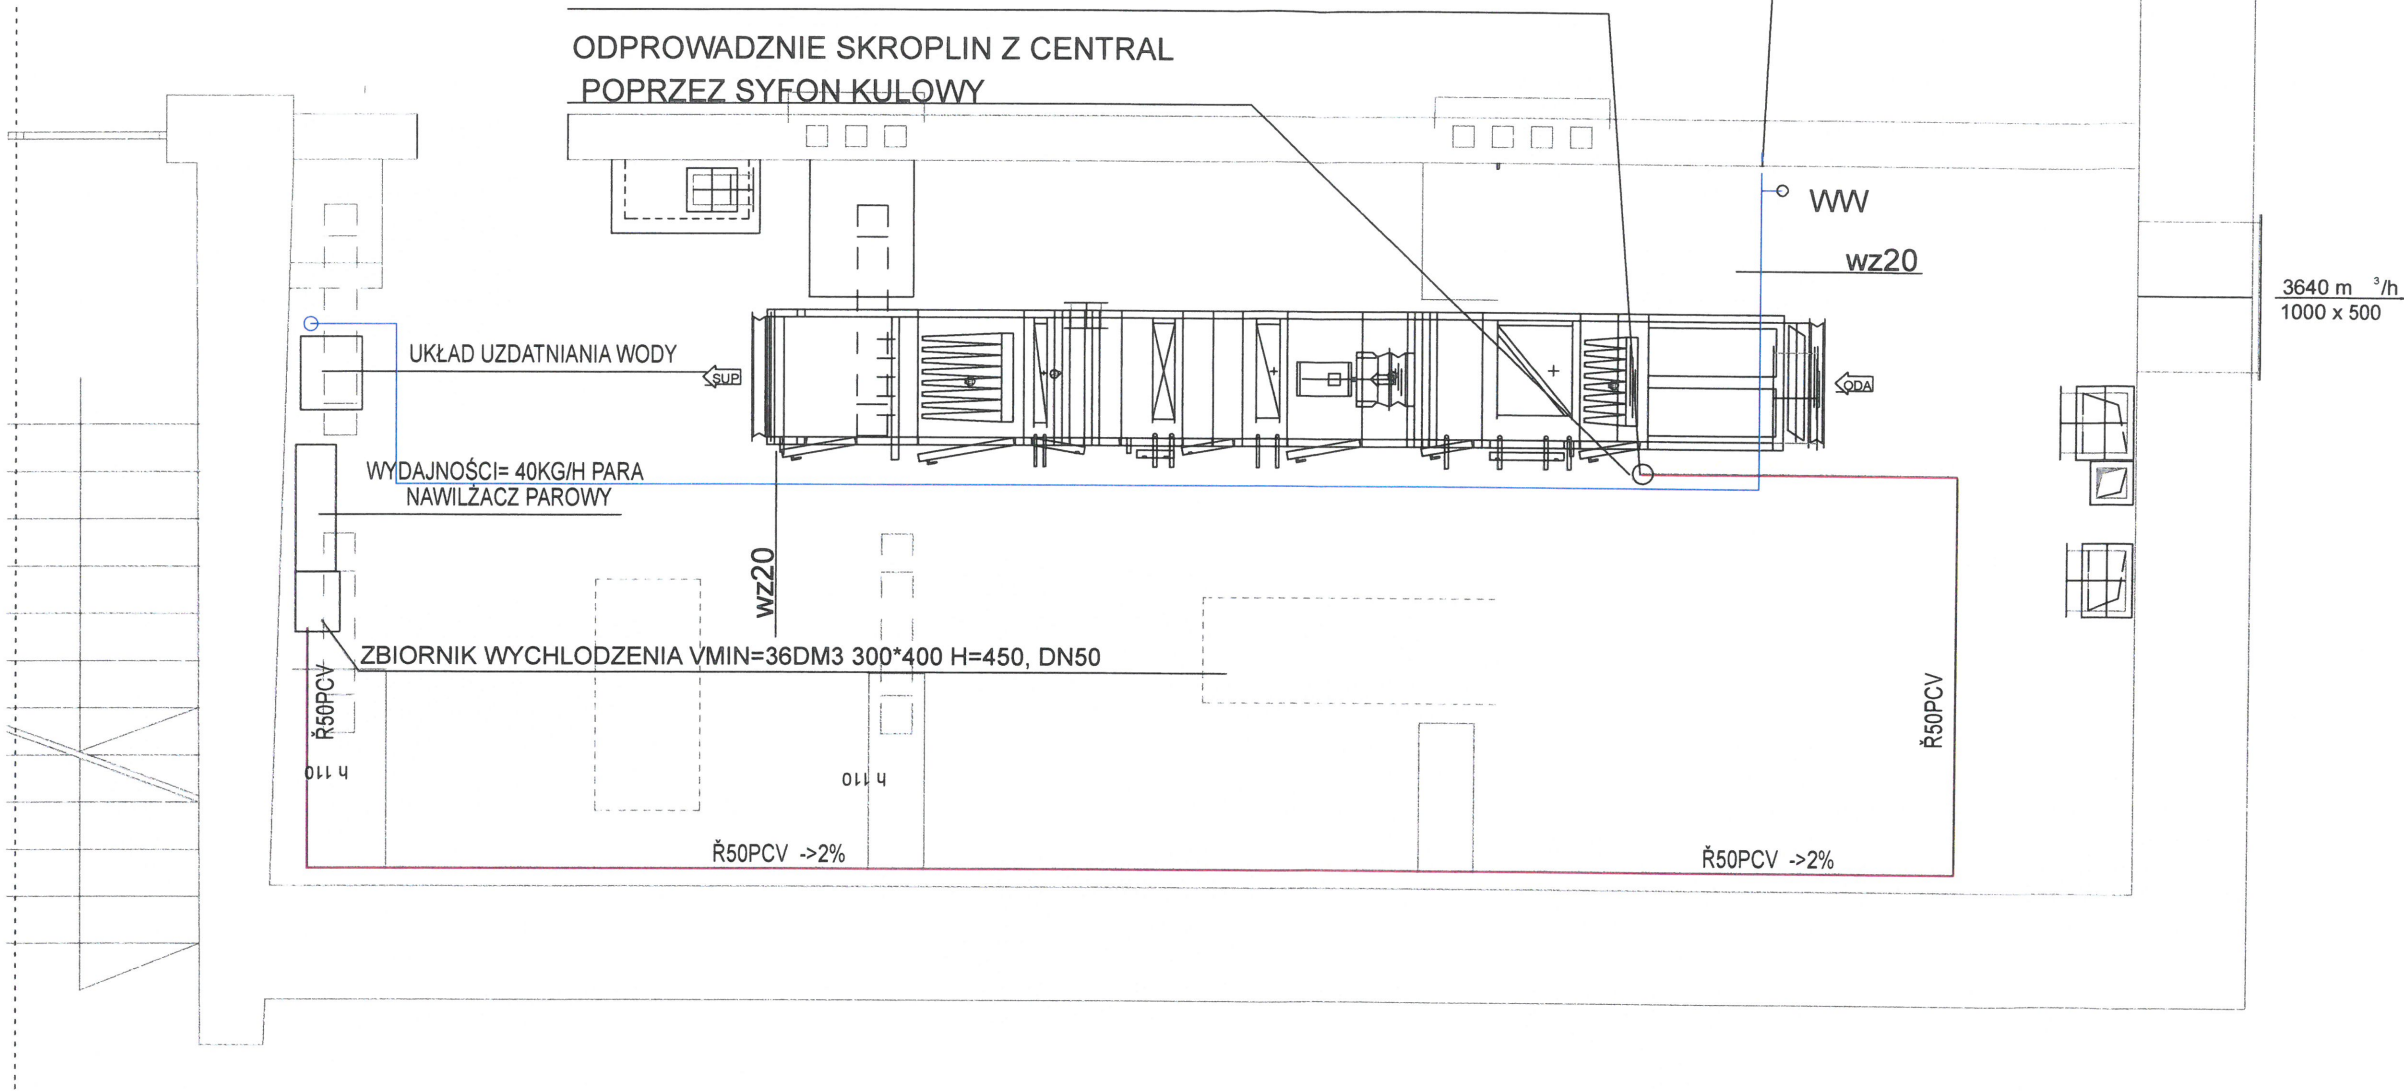 ODPROWADZNIE SKROPLIN Z CENTRAL
POPRZEZ SYFON KULOWY
WW
wz20
3640 m ³/h
1000 x 500
UKŁAD UZDATNIANIA WODY
SUP
ODA
WYDAJNOŚCI= 40KG/H PARA
NAWILŻACZ PAROWY
wz20
ZBIORNIK WYCHLODZENIA VMIN=36DM3 300*400 H=450, DN50
Ř50PCV
Ř50PCV
h 110
h 110
Ř50PCV ->2%
Ř50PCV ->2%